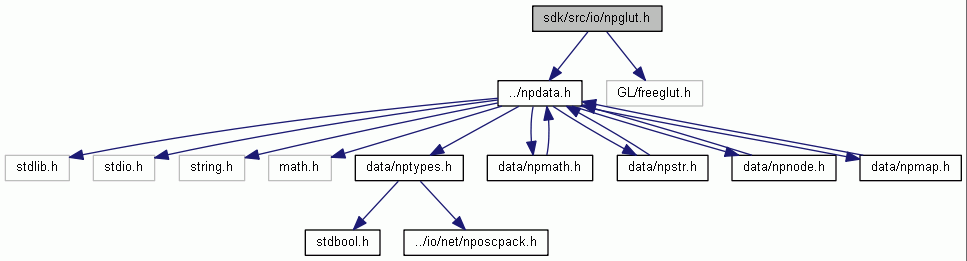 sdk/src/io/npglut.h
../npdata.h
GL/freeglut.h
stdlib.h
stdio.h
string.h
math.h
data/nptypes.h
data/npmath.h
data/npstr.h
data/npnode.h
data/npmap.h
stdbool.h
../io/net/nposcpack.h